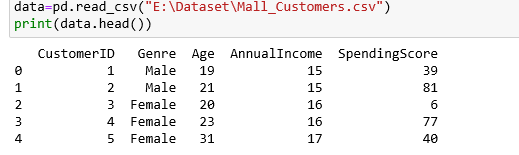 data=pd.read_csv("E:\Dataset\Mall_Customers.csv")
print(data.head())
CustomerID Genre Age AnnualIncome SpendingScore
0 1 Male 19 15 39
1 2 Male 21 15 81
2 3 Female 20 16 6
3 4 Female 23 16 77
4 5 Female 31 17 40